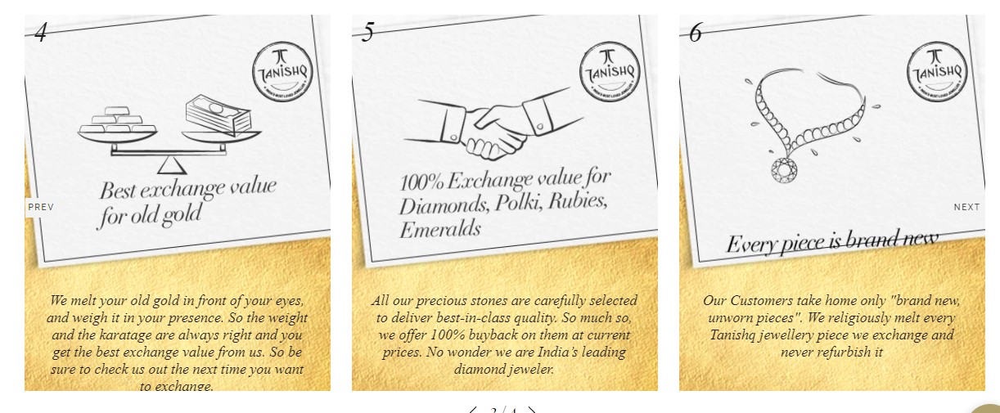 4
TANISHQ
Best exchange value
for old gold
PREV
We melt your old gold in front of your eyes,
and weigh it in your presence. So the weight
and the karatage are always right and you
get the best exchange value from us. So be
sure to check us out the next time you want
to exchange.
5
TANISHQ
100% Exchange value for
Diamonds, Polki, Rubies,
Emeralds
All our precious stones are carefully selected
to deliver best-in-class quality. So much so,
we offer 100% buyback on them at current
prices. No wonder we are India's leading
diamond jeweler.
6
TANISHQ
NEXT
Every piece is brand new
Our Customers take home only "brand new,
unworn pieces". We religiously melt every
Tanishq jewellery piece we exchange and
never refurbish it